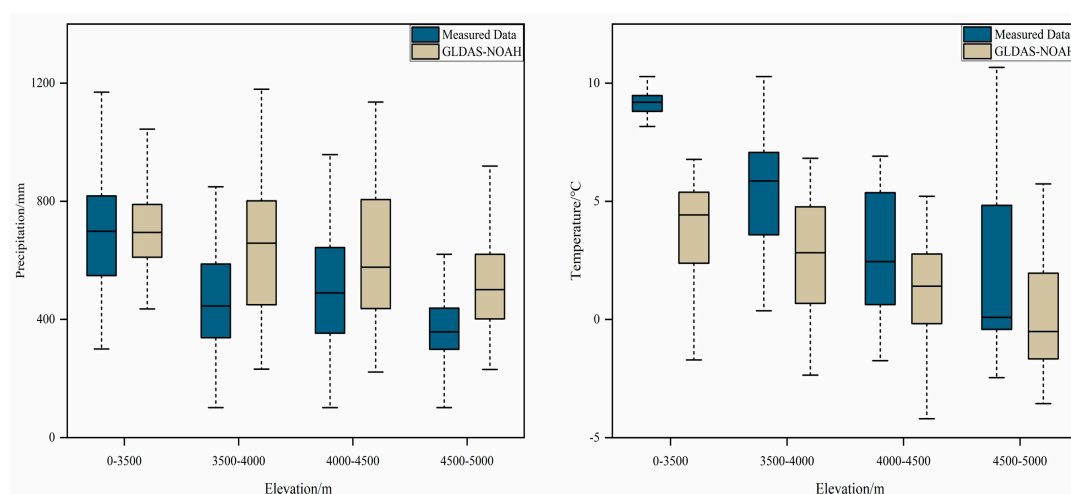 Measured Data
GLDAS-NOAH
1200
800
400
0
Precipitation/mm
0-3500
3500-4000
4000-4500
4500-5000
Elevation/m
Measured Data
GLDAS-NOAH
10
5
0
-5
Temperature/°C
0-3500
3500-4000
4000-4500
4500-5000
Elevation/m